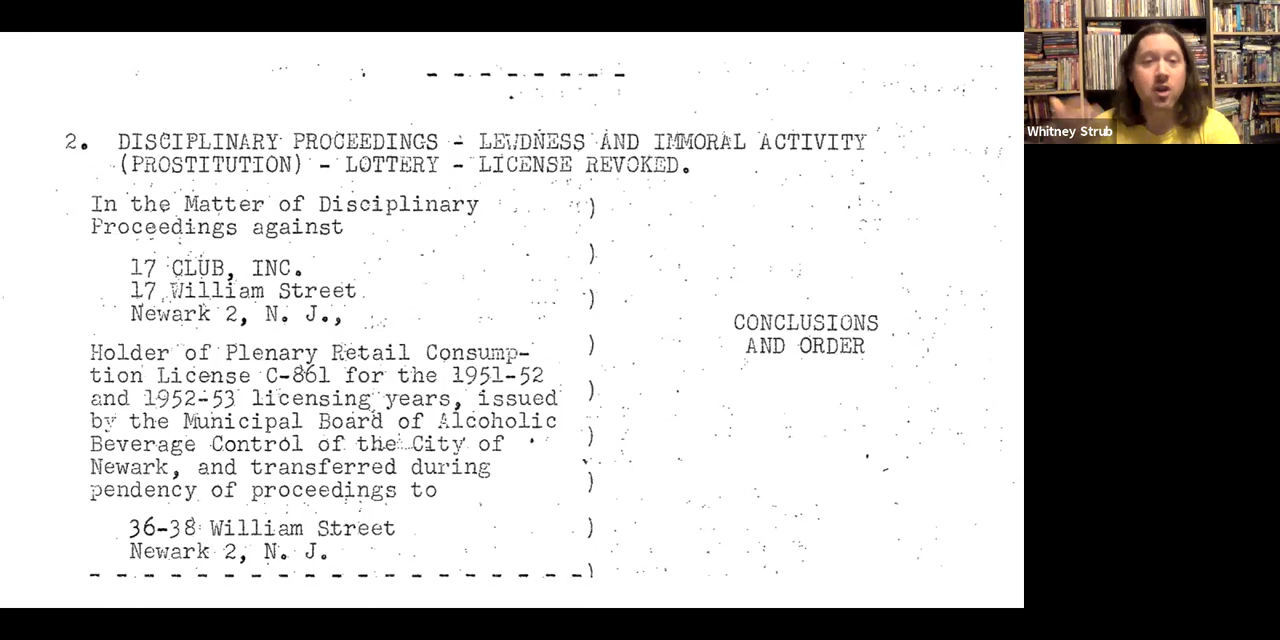 2. DISCIPLINARY PROCEEDINGS - LEWDNESS AND IMMORAL ACTIVITY
(PROSTITUTION) - LOTTERY - LICENSE REVOKED.
In the Matter of Disciplinary
Proceedings against
17 CLUB, INC.
17 William Street
Newark 2, N. J.,
Holder of Plenary Retail Consump-
tion License C-861 for the 1951-52
and 1952-53 licensing years, issued
by the Municipal Board of Alcoholic
Beverage Control of the City of
Newark, and transferred during
pendency of proceedings to
36-38 William Street
Newark 2, N. J.
CONCLUSIONS
AND ORDER
Whitney Strub